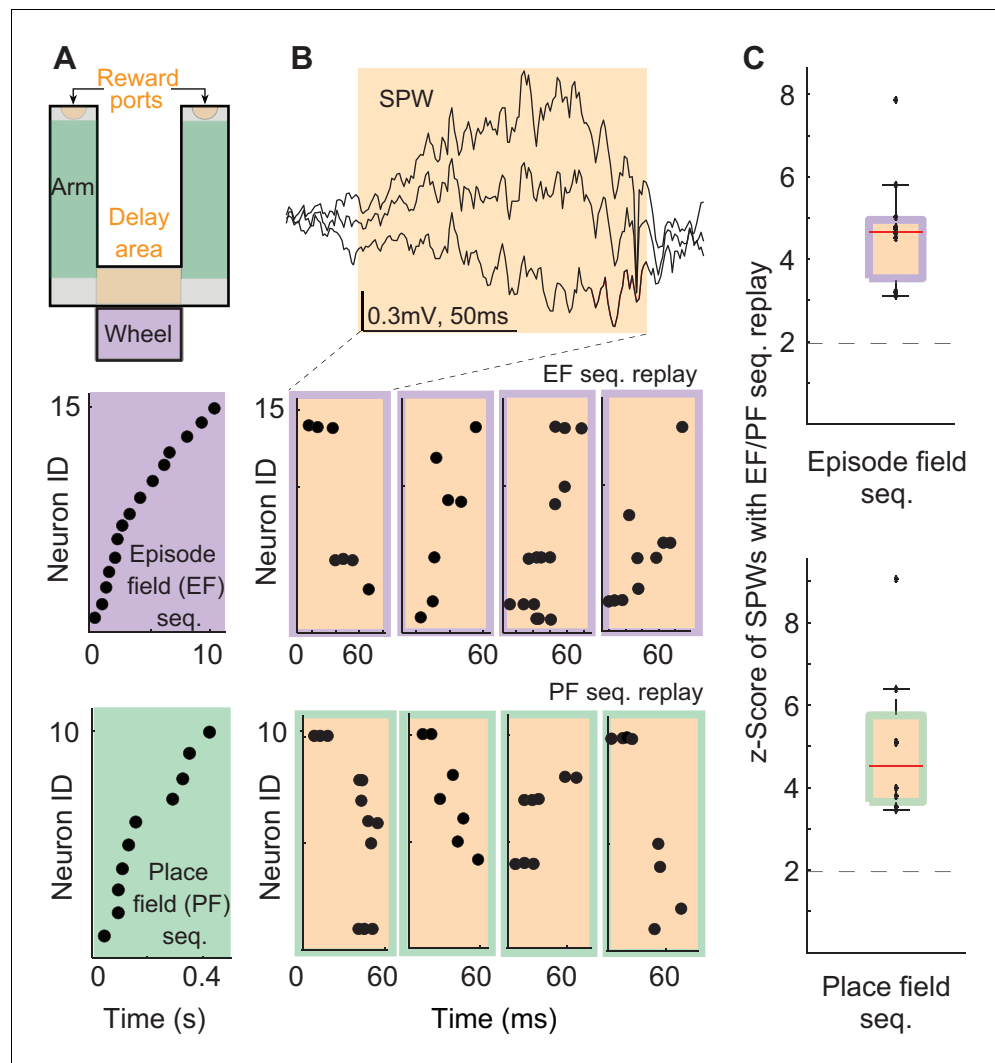 A
Reward
ports
Arm
Delay
area
Wheel
B
SPW
0.3mV, 50ms
C
8
6
4
2
Episode field
seq.
z-Score of SPWs with EF/PF seq. replay
15
Neuron ID
Episode
field (EF)
seq.
0 10
EF seq. replay
15
Neuron ID
0 60 60 60 60
10
Neuron ID
Place
field (PF)
seq.
0 0.4
Time (s)
PF seq. replay
10
Neuron ID
0 60 60 60 60
Time (ms)
8
6
4
2
Place field
seq.